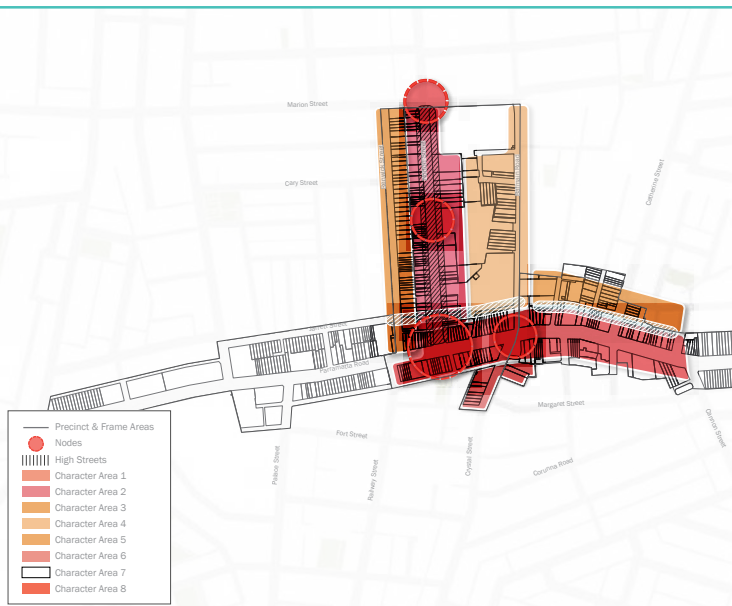 Marion Street
Cary Street
Catherine Street
Parramatta Road
Margaret Street
Fort Street
Crystal Street
Palace Street
Railway Street
Corunna Road
Precinct & Frame Areas
Nodes
High Streets
Character Area 1
Character Area 2
Character Area 3
Character Area 4
Character Area 5
Character Area 6
Character Area 7
Character Area 8